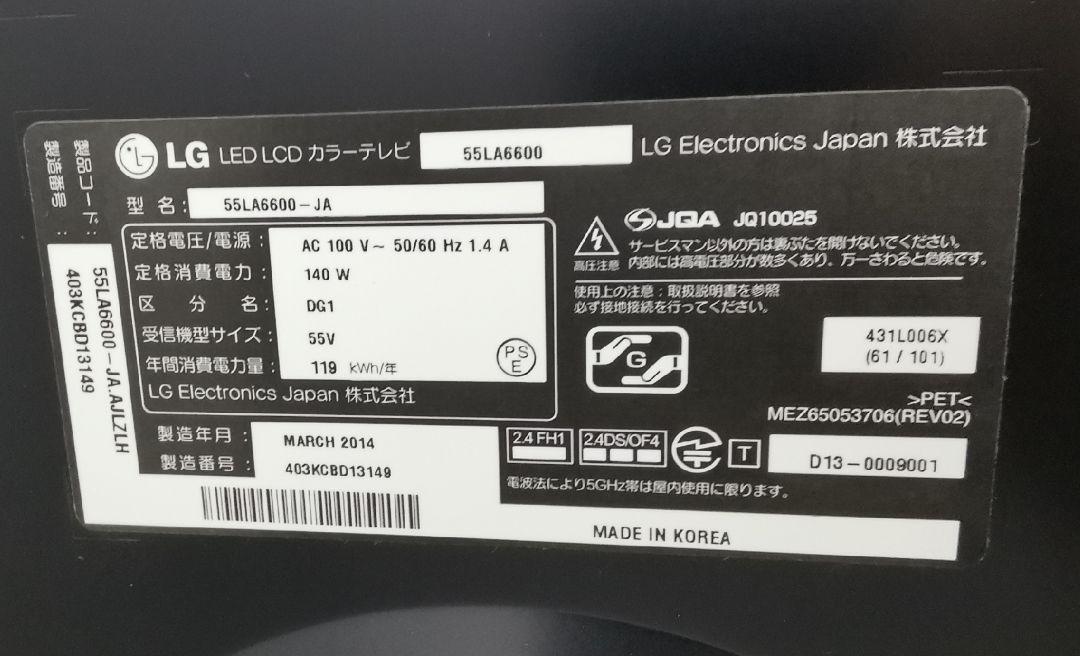 LG LED LCD カラーテレビ 55LA6600 LG Electronics Japan 株式会社
型 名: 55LA6600-JA
定格電圧/電源: AC 100 V~ 50/60 Hz 1.4 A
定格消費電力: 140 W
区 分 名: DG1
受信機型サイズ: 55V
年間消費電力量: 119 kWh/年
PS
E
LG Electronics Japan 株式会社
製造年月: MARCH 2014
製造番号: 403KCBD13149
製品コード: 55LA6600-JA.AJLZLH
製造番号: 403KCBD13149
JQA JQ10025
高圧注意
サービスマン以外の方は裏ぶたを開けないでください。
内部には高電圧部分が数多くあり、万一さわると危険です。
使用上の注意:取扱説明書を参照
必ず接地接続を行ってください。
G
431L006X
(61/101)
>PET<
MEZ65053706(REV02)
2.4 FH1 2.4DS/OF4 T D13-0009001
電波法により5GHz帯は屋内使用に限ります。
MADE IN KOREA